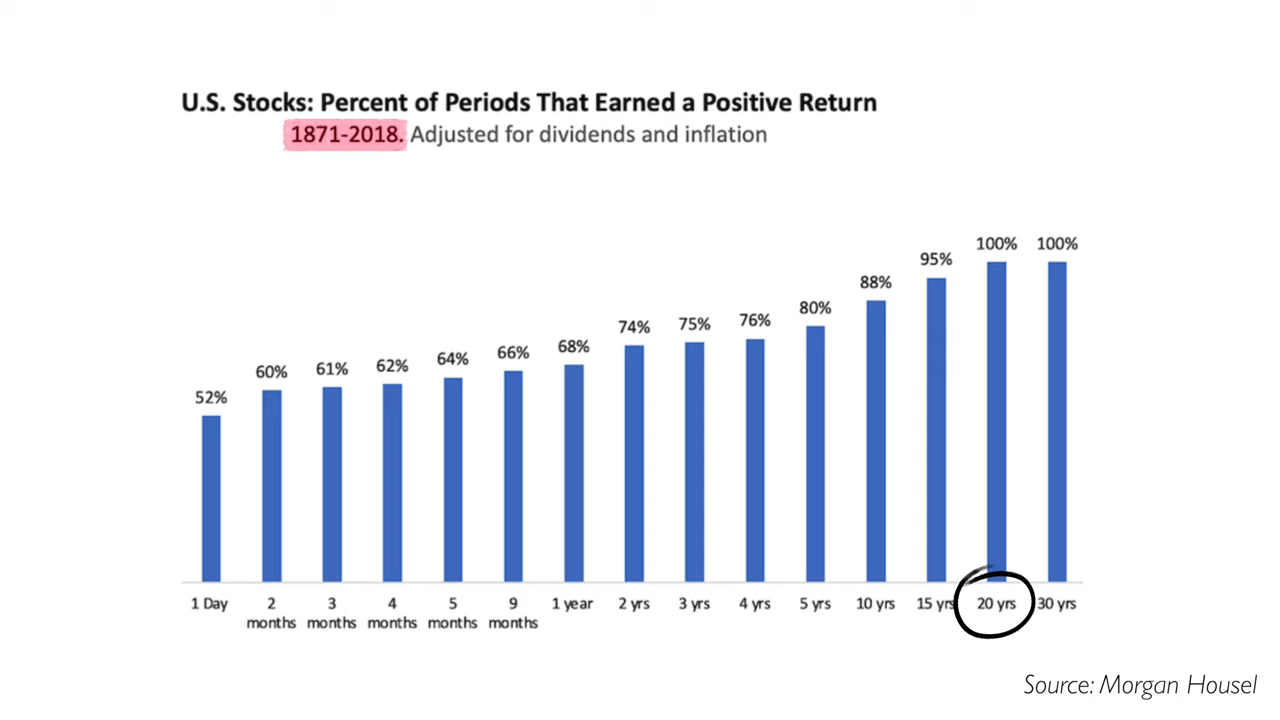 U.S. Stocks: Percent of Periods That Earned a Positive Return
1871-2018. Adjusted for dividends and inflation
100% 100%
95%
88%
80%
74% 75% 76%
68%
66%
64%
62%
61%
60%
52%
1 Day 2 3 4 5 9 1 year 2 yrs 3 yrs 4 yrs 5 yrs 10 yrs 15 yrs 20 yrs 30 yrs
months months months months months
Source: Morgan Housel